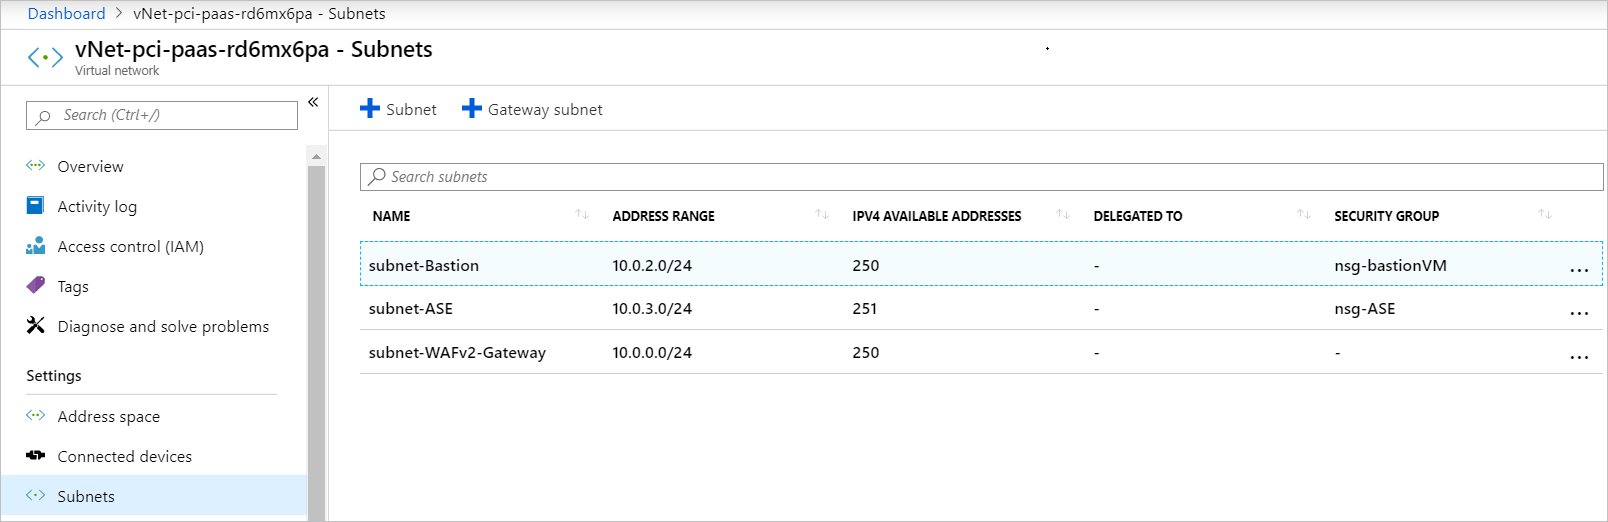 Dashboard > vNet-pci-paas-rd6mx6pa - Subnets
vNet-pci-paas-rd6mx6pa - Subnets
Virtual network
Search (Ctrl+/)
«
Overview
Activity log
Access control (IAM)
Tags
Diagnose and solve problems
Settings
Address space
Connected devices
Subnets
+ Subnet + Gateway subnet
Search subnets
NAME ADDRESS RANGE IPV4 AVAILABLE ADDRESSES DELEGATED TO SECURITY GROUP
subnet-Bastion 10.0.2.0/24 250 - nsg-bastionVM ...
subnet-ASE 10.0.3.0/24 251 - nsg-ASE ...
subnet-WAFv2-Gateway 10.0.0.0/24 250 - - ...